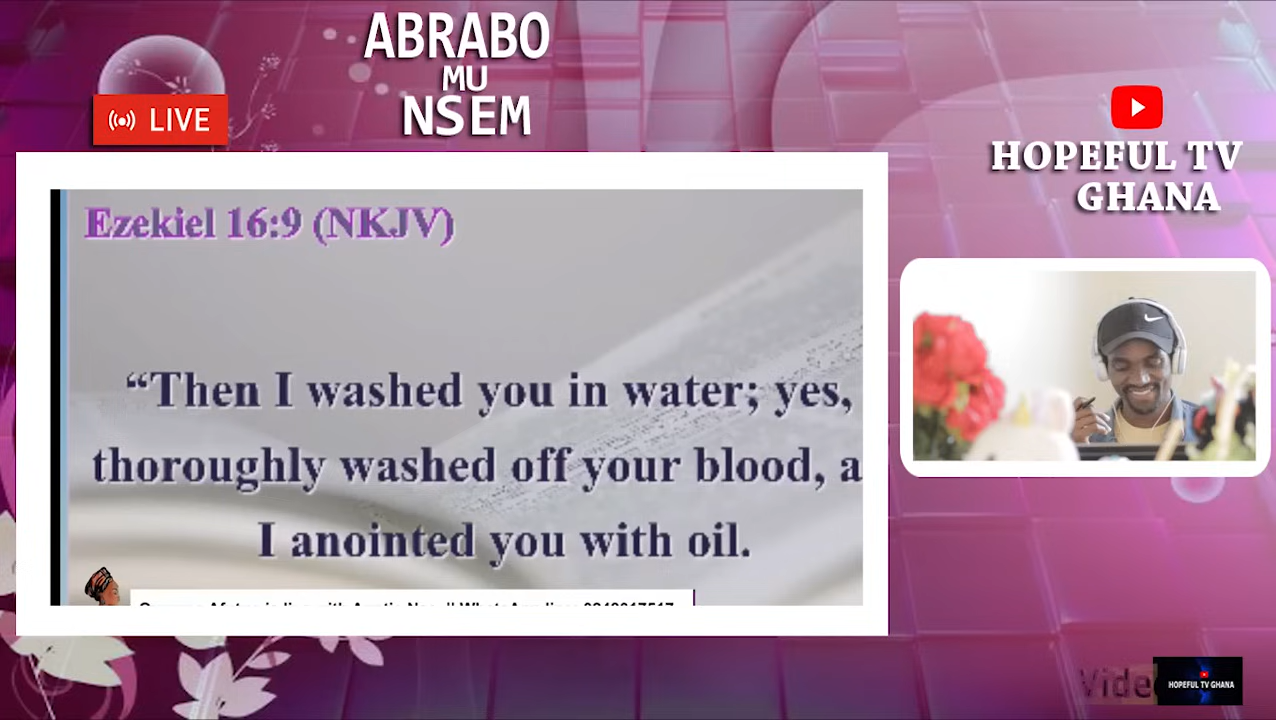 ABRABO
MU
NSEM
LIVE
HOPEFUL TV
GHANA
Ezekiel 16:9 (NKJV)
“Then I washed you in water; yes,
thoroughly washed off your blood, a
I anointed you with oil.
Vide
HOPEFUL TV GHANA